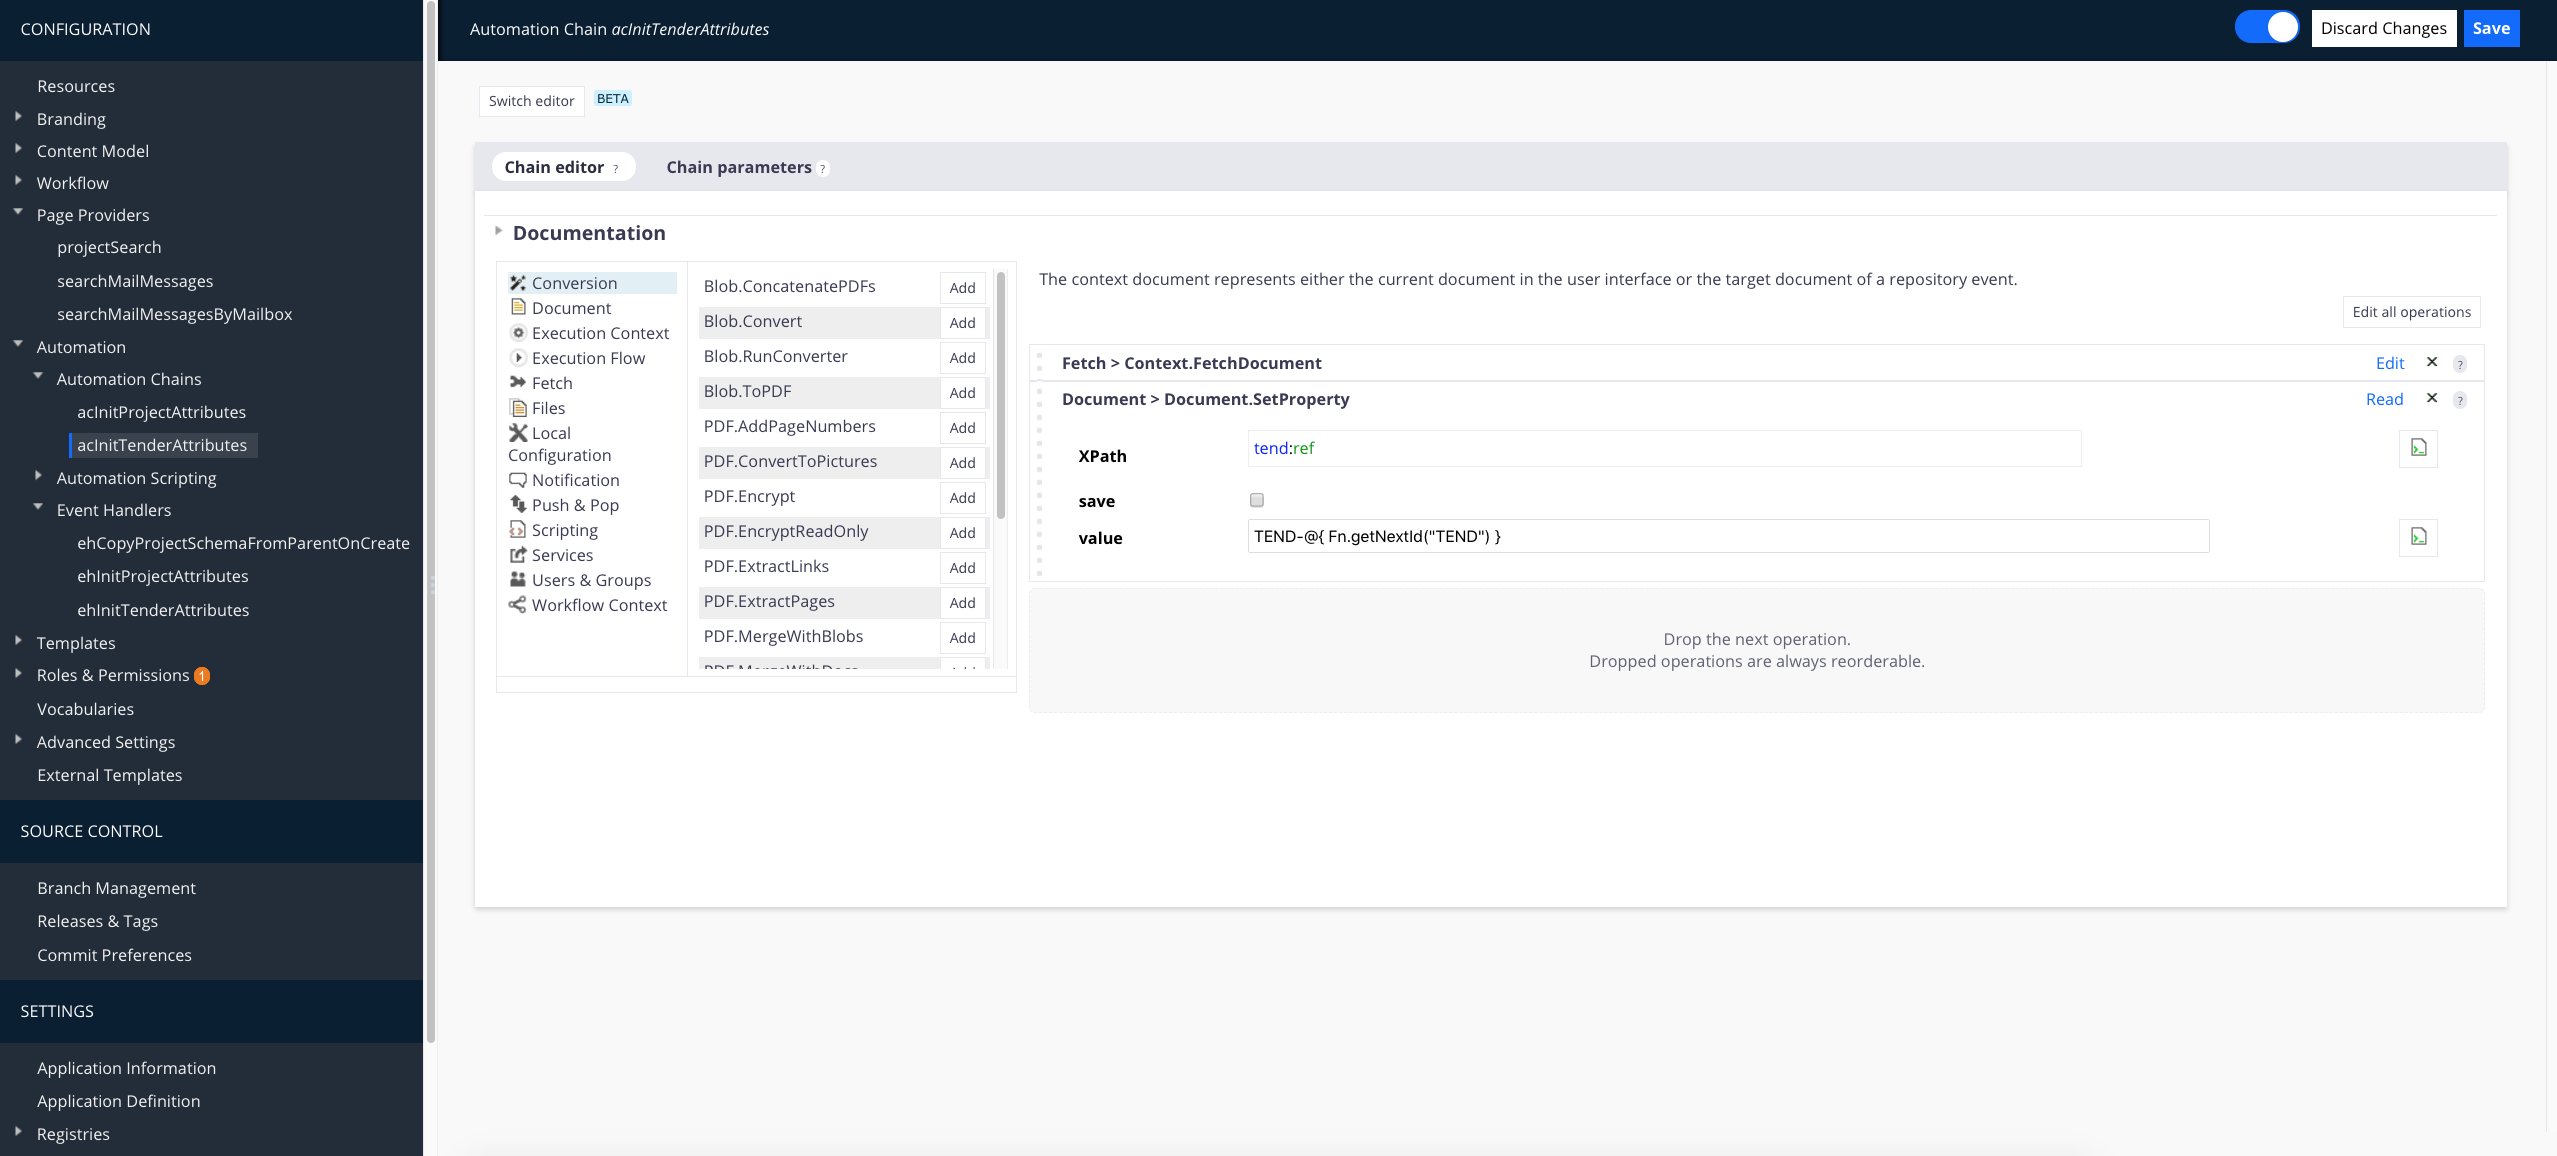 CONFIGURATION
Resources
Branding
Content Model
Workflow
Page Providers
projectSearch
searchMailMessages
searchMailMessagesByMailbox
Automation
Automation Chains
acInitProjectAttributes
acInitTenderAttributes
Automation Scripting
Event Handlers
ehCopyProjectSchemaFromParentOnCreate
ehInitProjectAttributes
ehInitTenderAttributes
Templates
Roles & Permissions 1
Vocabularies
Advanced Settings
External Templates
SOURCE CONTROL
Branch Management
Releases & Tags
Commit Preferences
SETTINGS
Application Information
Application Definition
Registries
Automation Chain acInitTenderAttributes
Discard Changes
Save
Switch editor
BETA
Chain editor ?
Chain parameters ?
Documentation
Conversion
Document
Execution Context
Execution Flow
Fetch
Files
Local
Configuration
Notification
Push & Pop
Scripting
Services
Users & Groups
Workflow Context
Blob.ConcatenatePDFs Add
Blob.Convert Add
Blob.RunConverter Add
Blob.ToPDF Add
PDF.AddPageNumbers Add
PDF.ConvertToPictures Add
PDF.Encrypt Add
PDF.EncryptReadOnly Add
PDF.ExtractLinks Add
PDF.ExtractPages Add
PDF.MergeWithBlobs Add
PDF.MergeWithDocs Add
The context document represents either the current document in the user interface or the target document of a repository event.
Edit all operations
Fetch > Context.FetchDocument
Edit ✕ ?
Document > Document.SetProperty
Read ✕ ?
XPath
tend:ref
save
value
TEND-@{ Fn.getNextId("TEND") }
Drop the next operation.
Dropped operations are always reorderable.